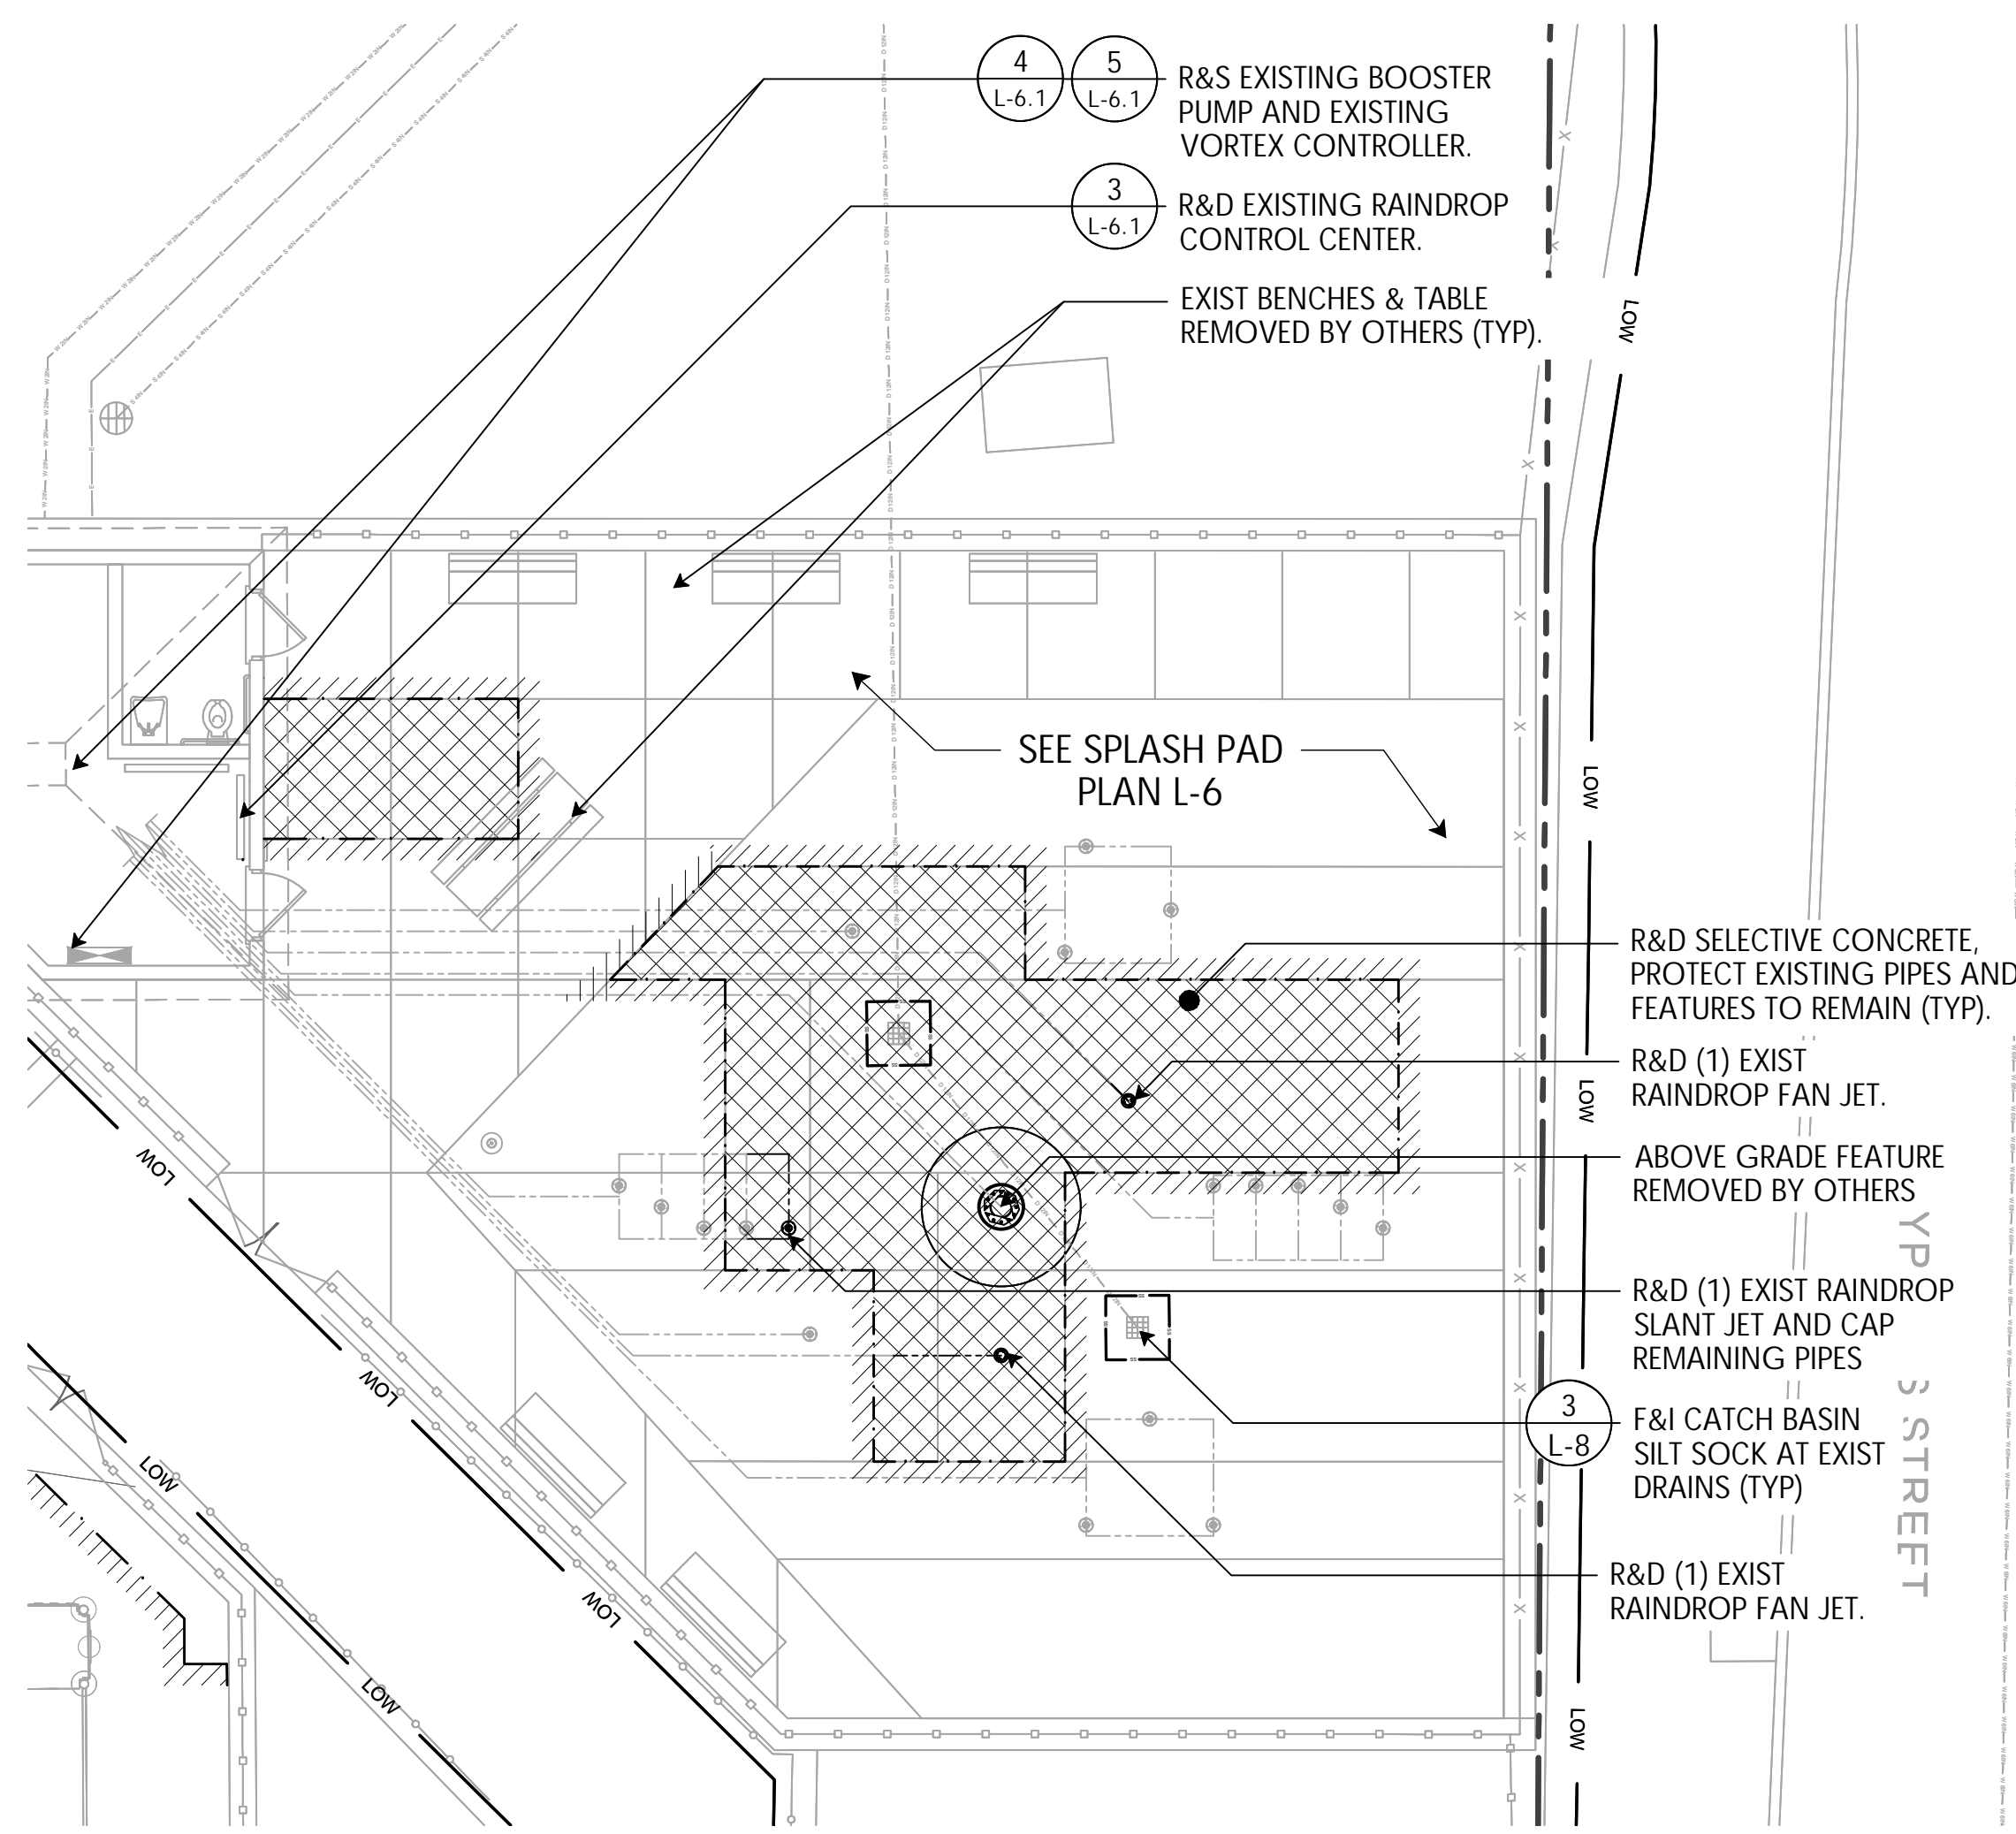 4
L-6.1
5
L-6.1
R&S EXISTING BOOSTER
PUMP AND EXISTING
VORTEX CONTROLLER.
3
L-6.1
R&D EXISTING RAINDROP
CONTROL CENTER.
EXIST BENCHES & TABLE
REMOVED BY OTHERS (TYP).
LOW
SEE SPLASH PAD
PLAN L-6
LOW
R&D SELECTIVE CONCRETE,
PROTECT EXISTING PIPES AND
FEATURES TO REMAIN (TYP).
R&D (1) EXIST
RAINDROP FAN JET.
LOW
ABOVE GRADE FEATURE
REMOVED BY OTHERS
LOW
R&D (1) EXIST RAINDROP
SLANT JET AND CAP
REMAINING PIPES
LOW
3
L-8
F&I CATCH BASIN
SILT SOCK AT EXIST
DRAINS (TYP)
STREET
LOW
R&D (1) EXIST
RAINDROP FAN JET.
LOW
LOW
LOW